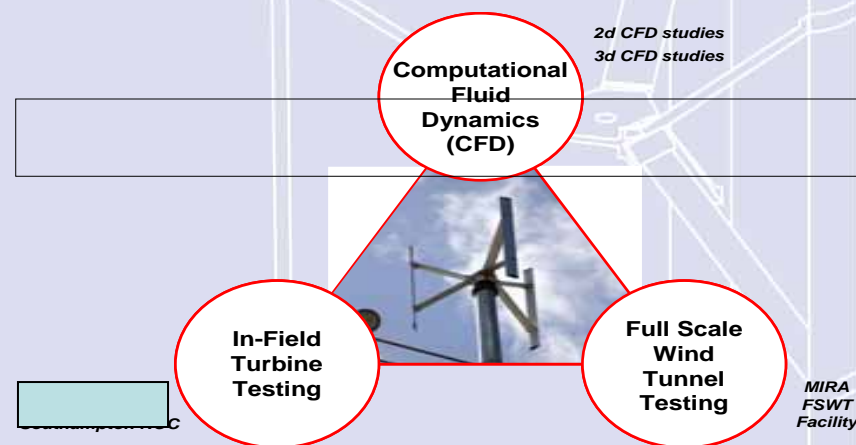 2d CFD studies
3d CFD studies
Computational
Fluid
Dynamics
(CFD)
In-Field
Turbine
Testing
Full Scale
Wind
Tunnel
Testing
MIRA
FSWT
Facility